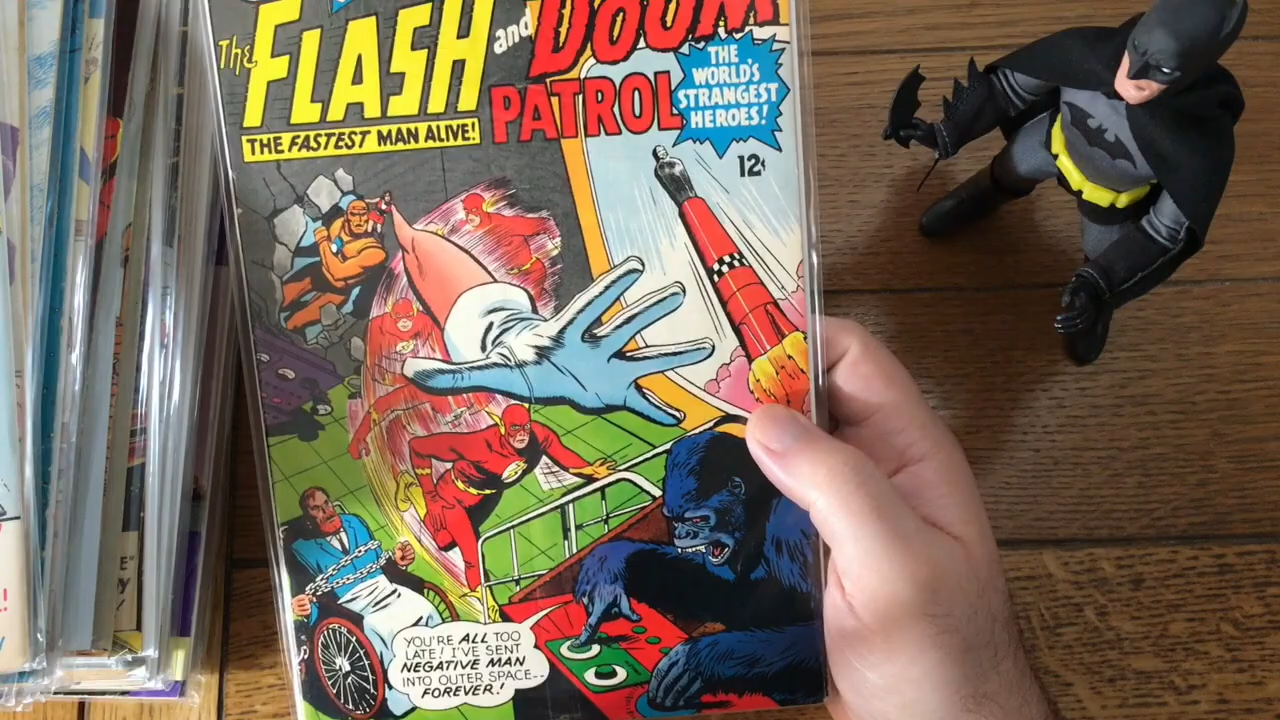 The FLASH and DOOM
PATROL
THE FASTEST MAN ALIVE!
THE
WORLD'S
STRANGEST
HEROES!
12¢
YOU'RE ALL TOO
LATE! I'VE SENT
NEGATIVE MAN
INTO OUTER SPACE--
FOREVER!